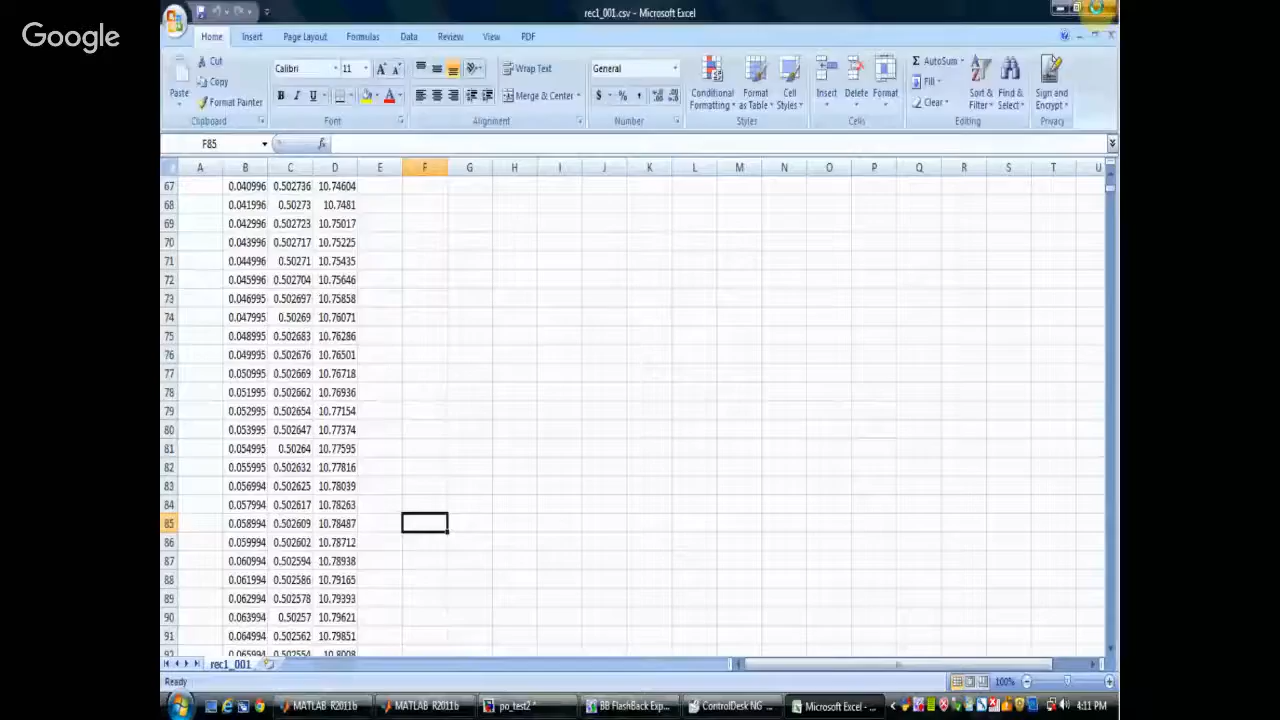 Google
rec1_001.csv - Microsoft Excel
Home Insert Page Layout Formulas Data Review View PDF
Paste
Cut
Copy
Format Painter
Clipboard
Calibri 11
B I U
Font
Wrap Text
Merge & Center
Alignment
General
$ % ,
Number
Conditional Formatting
Format as Table
Cell Styles
Styles
Insert Delete Format
Cells
AutoSum
Fill
Clear
Sort & Filter
Find & Select
Editing
Sign and Encrypt
Privacy
F85 fx
A B C D E F G H I J K L M N O P Q R S T U
67 0.040996 0.502736 10.74604
68 0.041996 0.50273 10.7481
69 0.042996 0.502723 10.75017
70 0.043996 0.502717 10.75225
71 0.044996 0.50271 10.75435
72 0.045996 0.502704 10.75646
73 0.046995 0.502697 10.75858
74 0.047995 0.50269 10.76071
75 0.048995 0.502683 10.76286
76 0.049995 0.502676 10.76501
77 0.050995 0.502669 10.76718
78 0.051995 0.502662 10.76936
79 0.052995 0.502654 10.77154
80 0.053995 0.502647 10.77374
81 0.054995 0.50264 10.77595
82 0.055995 0.502632 10.77816
83 0.056994 0.502625 10.78039
84 0.057994 0.502617 10.78263
85 0.058994 0.502609 10.78487
86 0.059994 0.502602 10.78712
87 0.060994 0.502594 10.78938
88 0.061994 0.502586 10.79165
89 0.062994 0.502578 10.79393
90 0.063994 0.50257 10.79621
91 0.064994 0.502562 10.79851
92 0.065994 0.502554 10.8008
rec1_001
Ready 100%
MATLAB R2011b MATLAB R2011b po_test2 * BB FlashBack Exp... ControlDesk NG ... Microsoft Excel - ... 4:11 PM